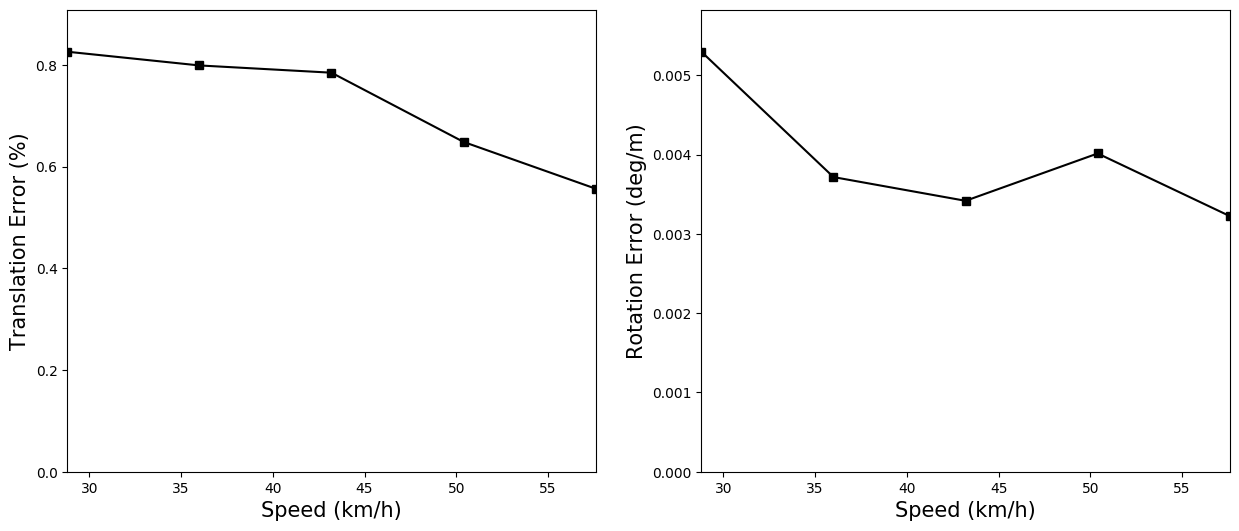 Translation Error (%)
0.8
0.6
0.4
0.2
0.0
30 35 40 45 50 55
Speed (km/h)
Rotation Error (deg/m)
0.005
0.004
0.003
0.002
0.001
0.000
30 35 40 45 50 55
Speed (km/h)